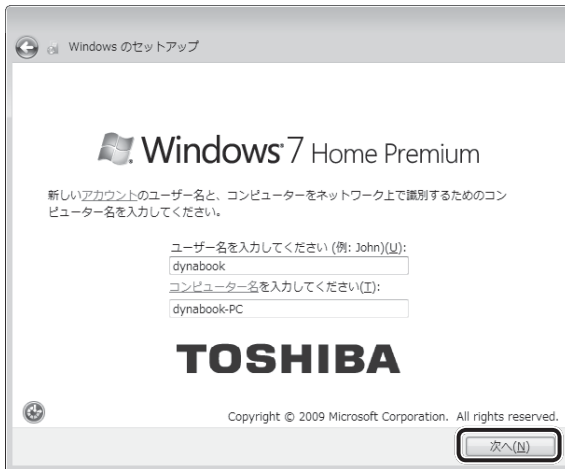 Windows のセットアップ
Windows 7 Home Premium
新しいアカウントのユーザー名と、コンピューターをネットワーク上で識別するためのコン
ピューター名を入力してください。
ユーザー名を入力してください (例: John)(U):
dynabook
コンピューター名を入力してください(T):
dynabook-PC
TOSHIBA
Copyright © 2009 Microsoft Corporation. All rights reserved.
次へ(N)